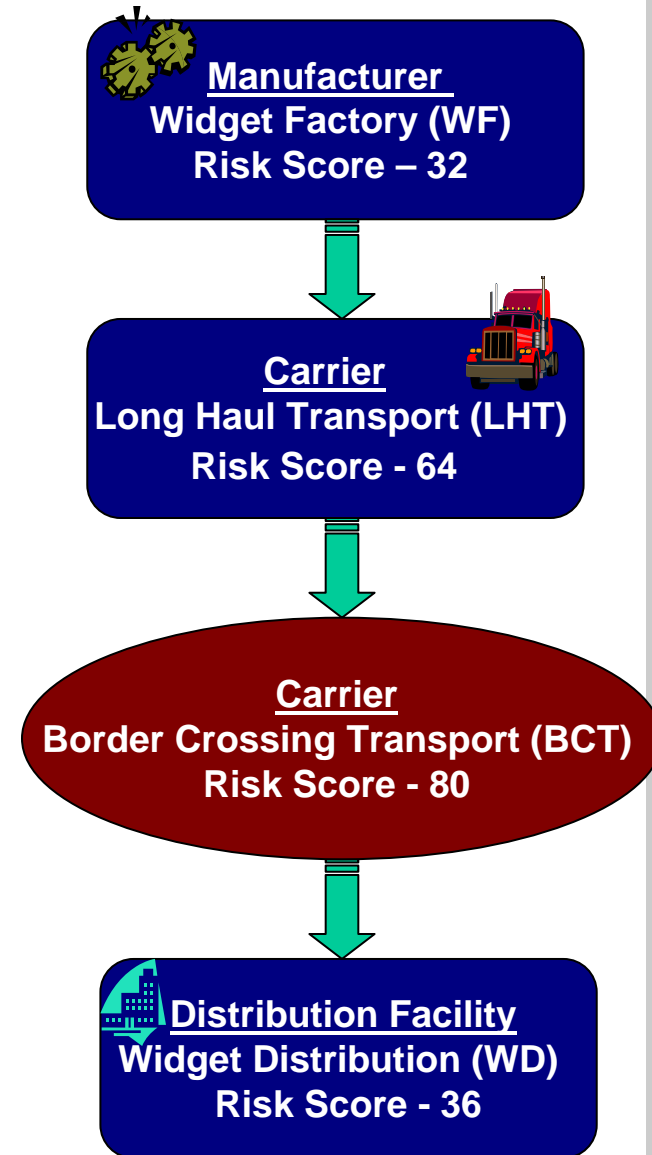 Manufacturer
Widget Factory (WF)
Risk Score – 32
Carrier
Long Haul Transport (LHT)
Risk Score - 64
Carrier
Border Crossing Transport (BCT)
Risk Score - 80
Distribution Facility
Widget Distribution (WD)
Risk Score - 36